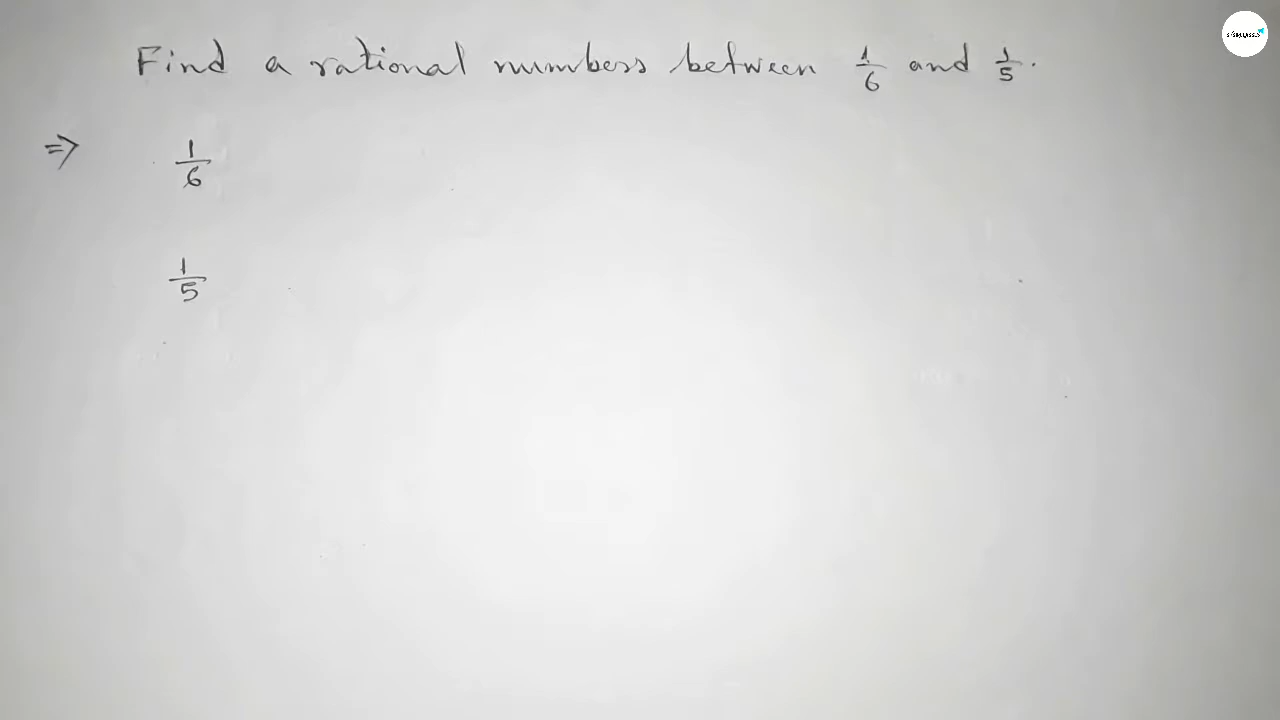 Find a rational numbers between 1/6 and 1/5.
⇒ 1/6
1/5